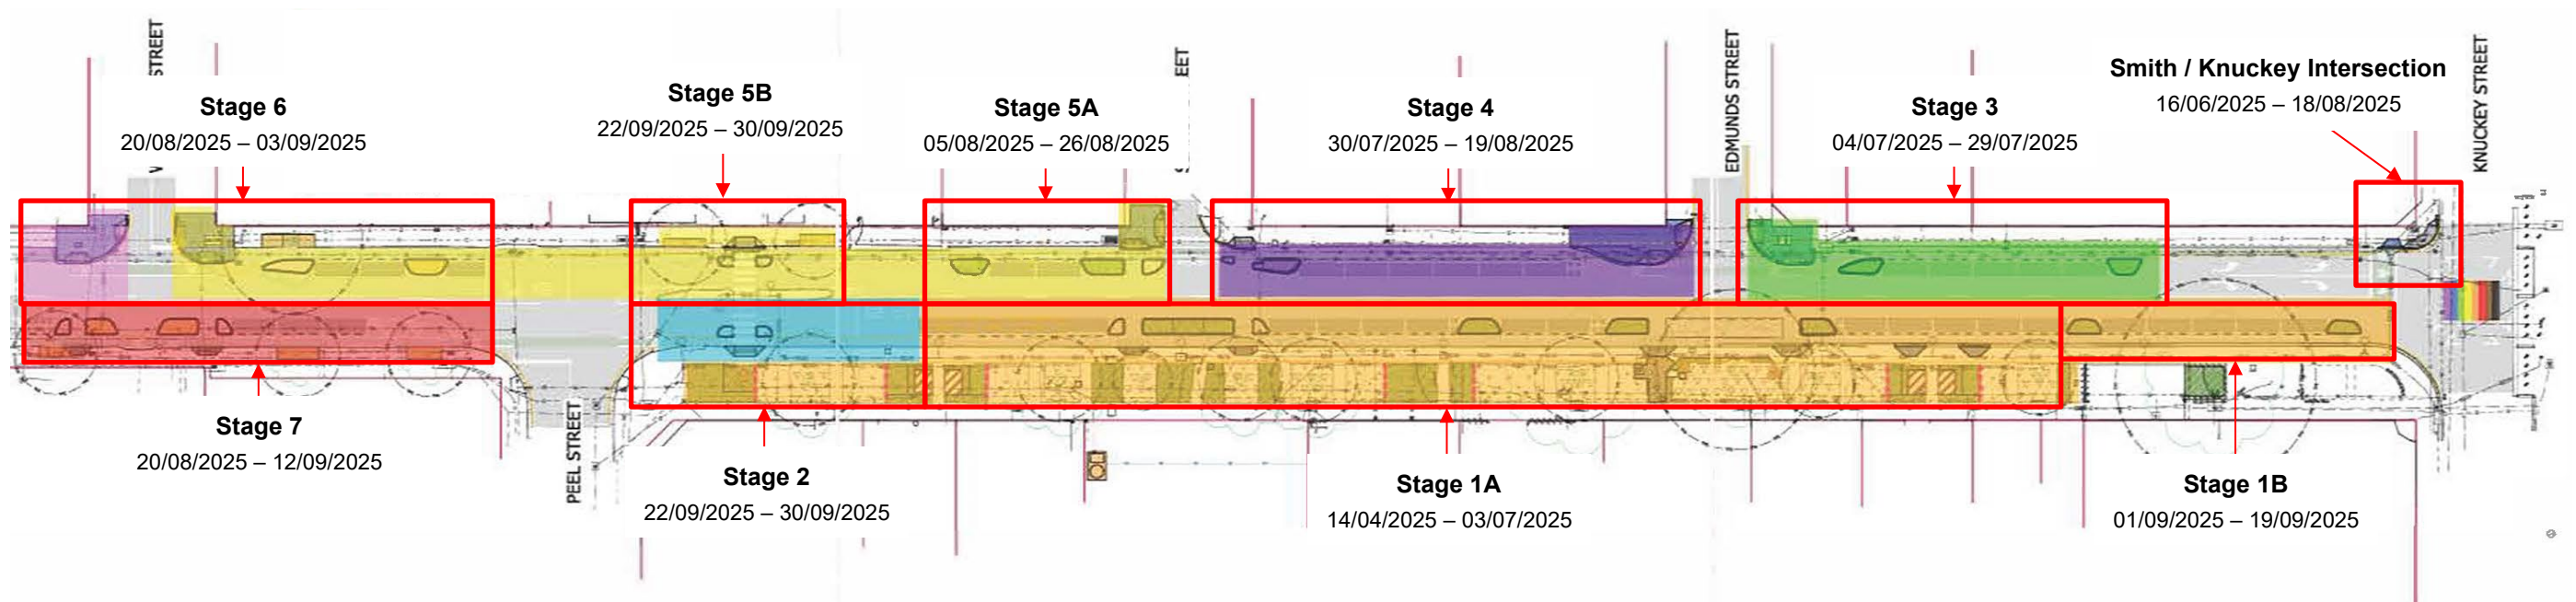 STREET
Stage 6
20/08/2025 – 03/09/2025
Stage 5B
22/09/2025 – 30/09/2025
Stage 5A
05/08/2025 – 26/08/2025
EET
Stage 4
30/07/2025 – 19/08/2025
EDMUNDS STREET
Stage 3
04/07/2025 – 29/07/2025
Smith / Knuckey Intersection
16/06/2025 – 18/08/2025
KNUCKEY STREET
Stage 7
20/08/2025 – 12/09/2025
PEEL STREET
Stage 2
22/09/2025 – 30/09/2025
Stage 1A
14/04/2025 – 03/07/2025
Stage 1B
01/09/2025 – 19/09/2025